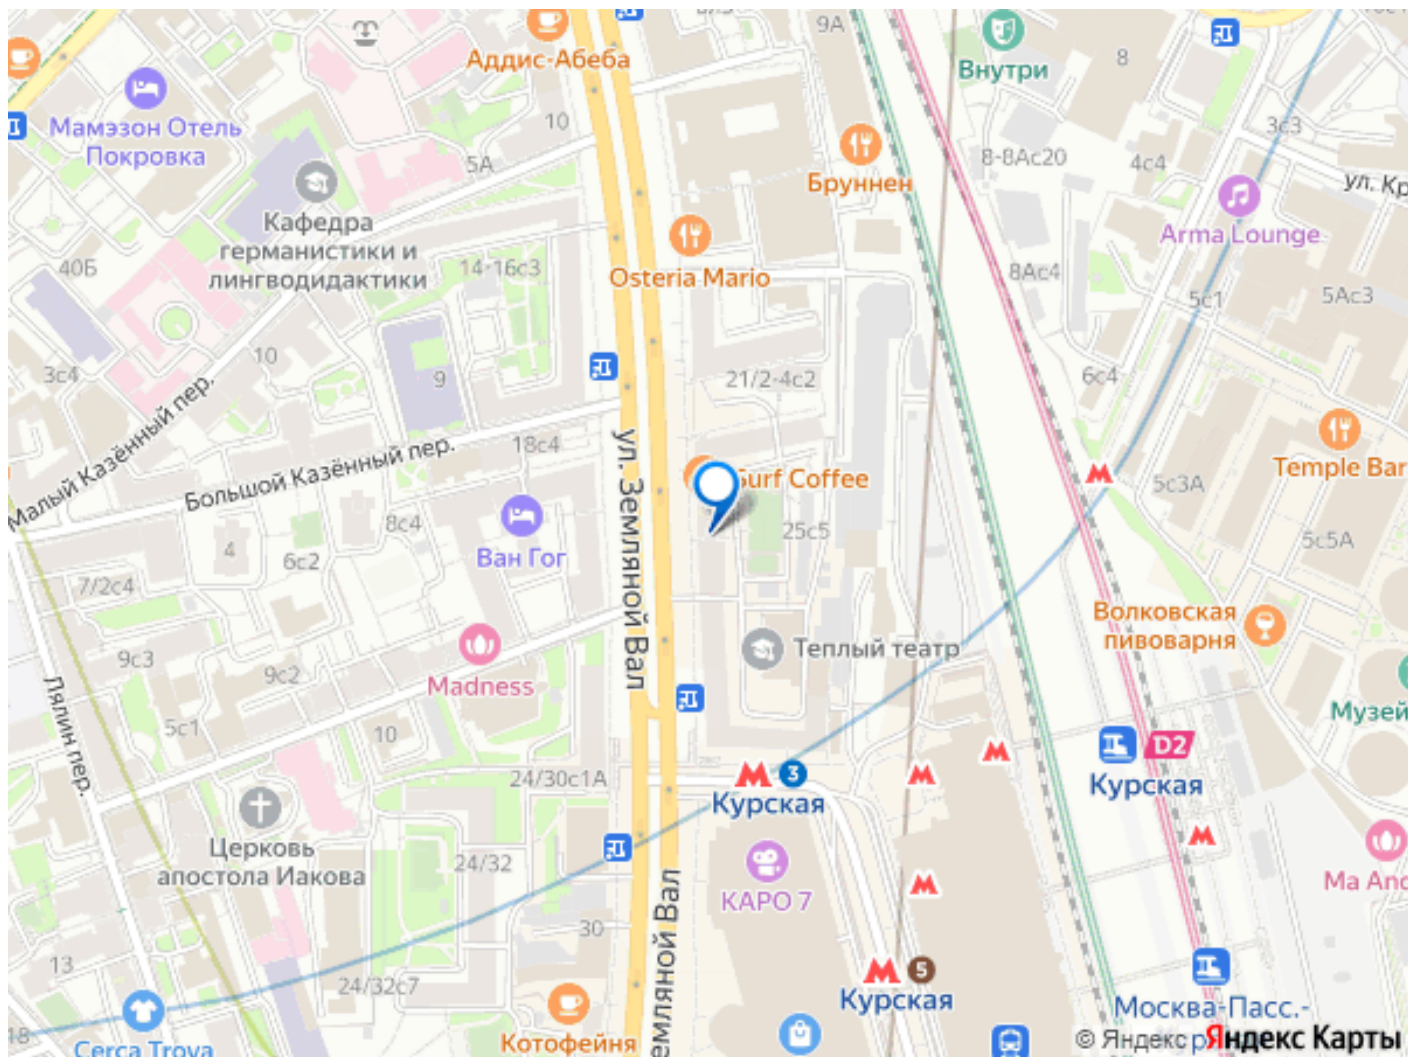 9А
Аддис-Абеба
Внутри
8
Мамэзон Отель
Покровка
10
5А
3с3
8-8Ас20
4с4
Бруннен
ул. Кр
Кафедра
германистики и
лингводидактики
Arma Lounge
40Б
14-16с3
Osteria Mario
8Ас4
5с1
5Ас3
10
3с4
9
21/2-4с2
6с4
Малый Казённый пер.
Большой Казённый пер.
18с4
ул. Земляной Вал
Surf Coffee
Temple Bar
5с3А
8с4
4
6с2
Ван Гог
25с5
5с5А
7/2с4
Волковская
пивоварня
Теплый театр
9с3
9с2
Madness
Лялин пер.
5с1
10
Музей
D2
Курская
24/30с1А
3
Курская
Церковь
апостола Иакова
24/32
КАРО 7
Ma And
Земляной Вал
30
13
24/32с7
5
Курская
Москва-Пасс.-
18
Cerca Trova
Котофейня
© Яндекс
Яндекс Карты